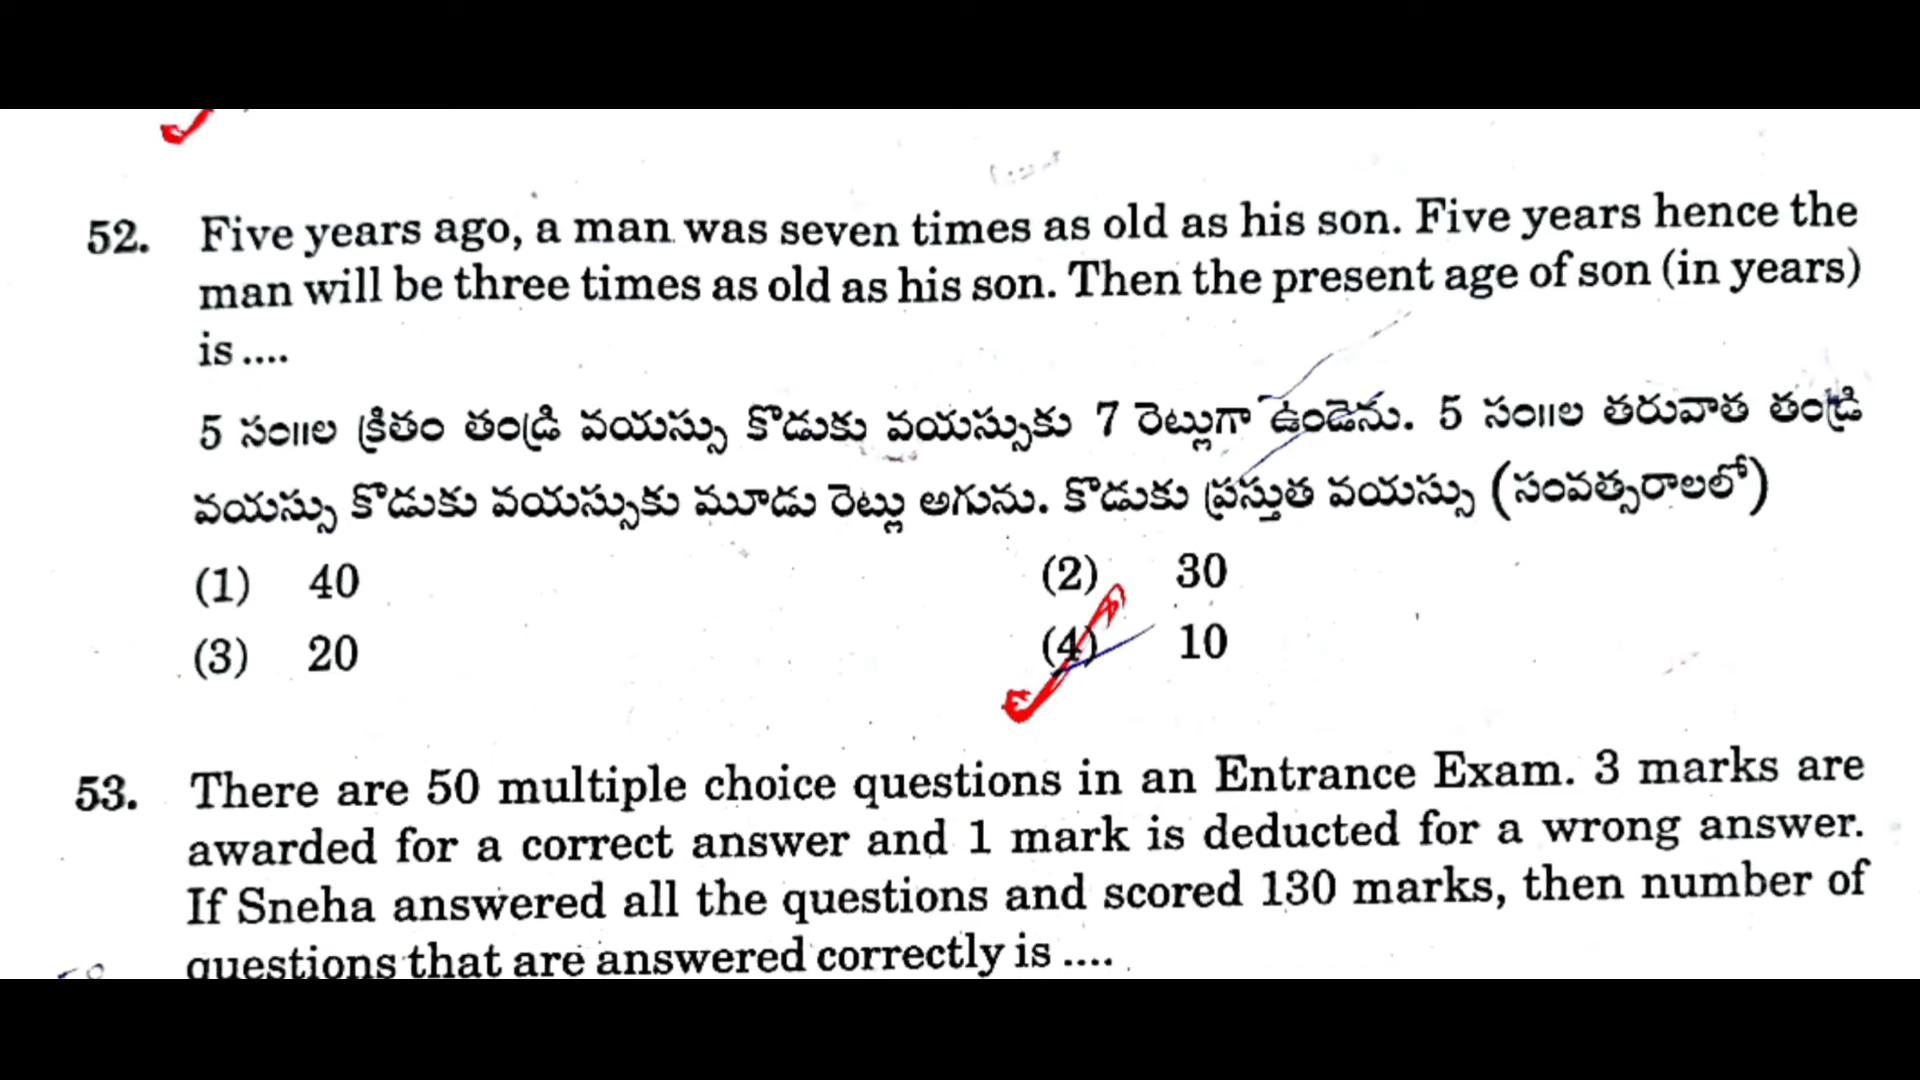 52. Five years ago, a man was seven times as old as his son. Five years hence the
man will be three times as old as his son. Then the present age of son (in years)
is ....
5 సం॥ల క్రితం తండ్రి వయస్సు కొడుకు వయస్సుకు 7 రెట్లుగా ఉండెను. 5 సం॥ల తరువాత తండ్రి
వయస్సు కొడుకు వయస్సుకు మూడు రెట్లు అగును. కొడుకు ప్రస్తుత వయస్సు (సంవత్సరాలలో)
(1) 40 (2) 30
(3) 20 (4) 10
53. There are 50 multiple choice questions in an Entrance Exam. 3 marks are
awarded for a correct answer and 1 mark is deducted for a wrong answer.
If Sneha answered all the questions and scored 130 marks, then number of
questions that are answered correctly is ....